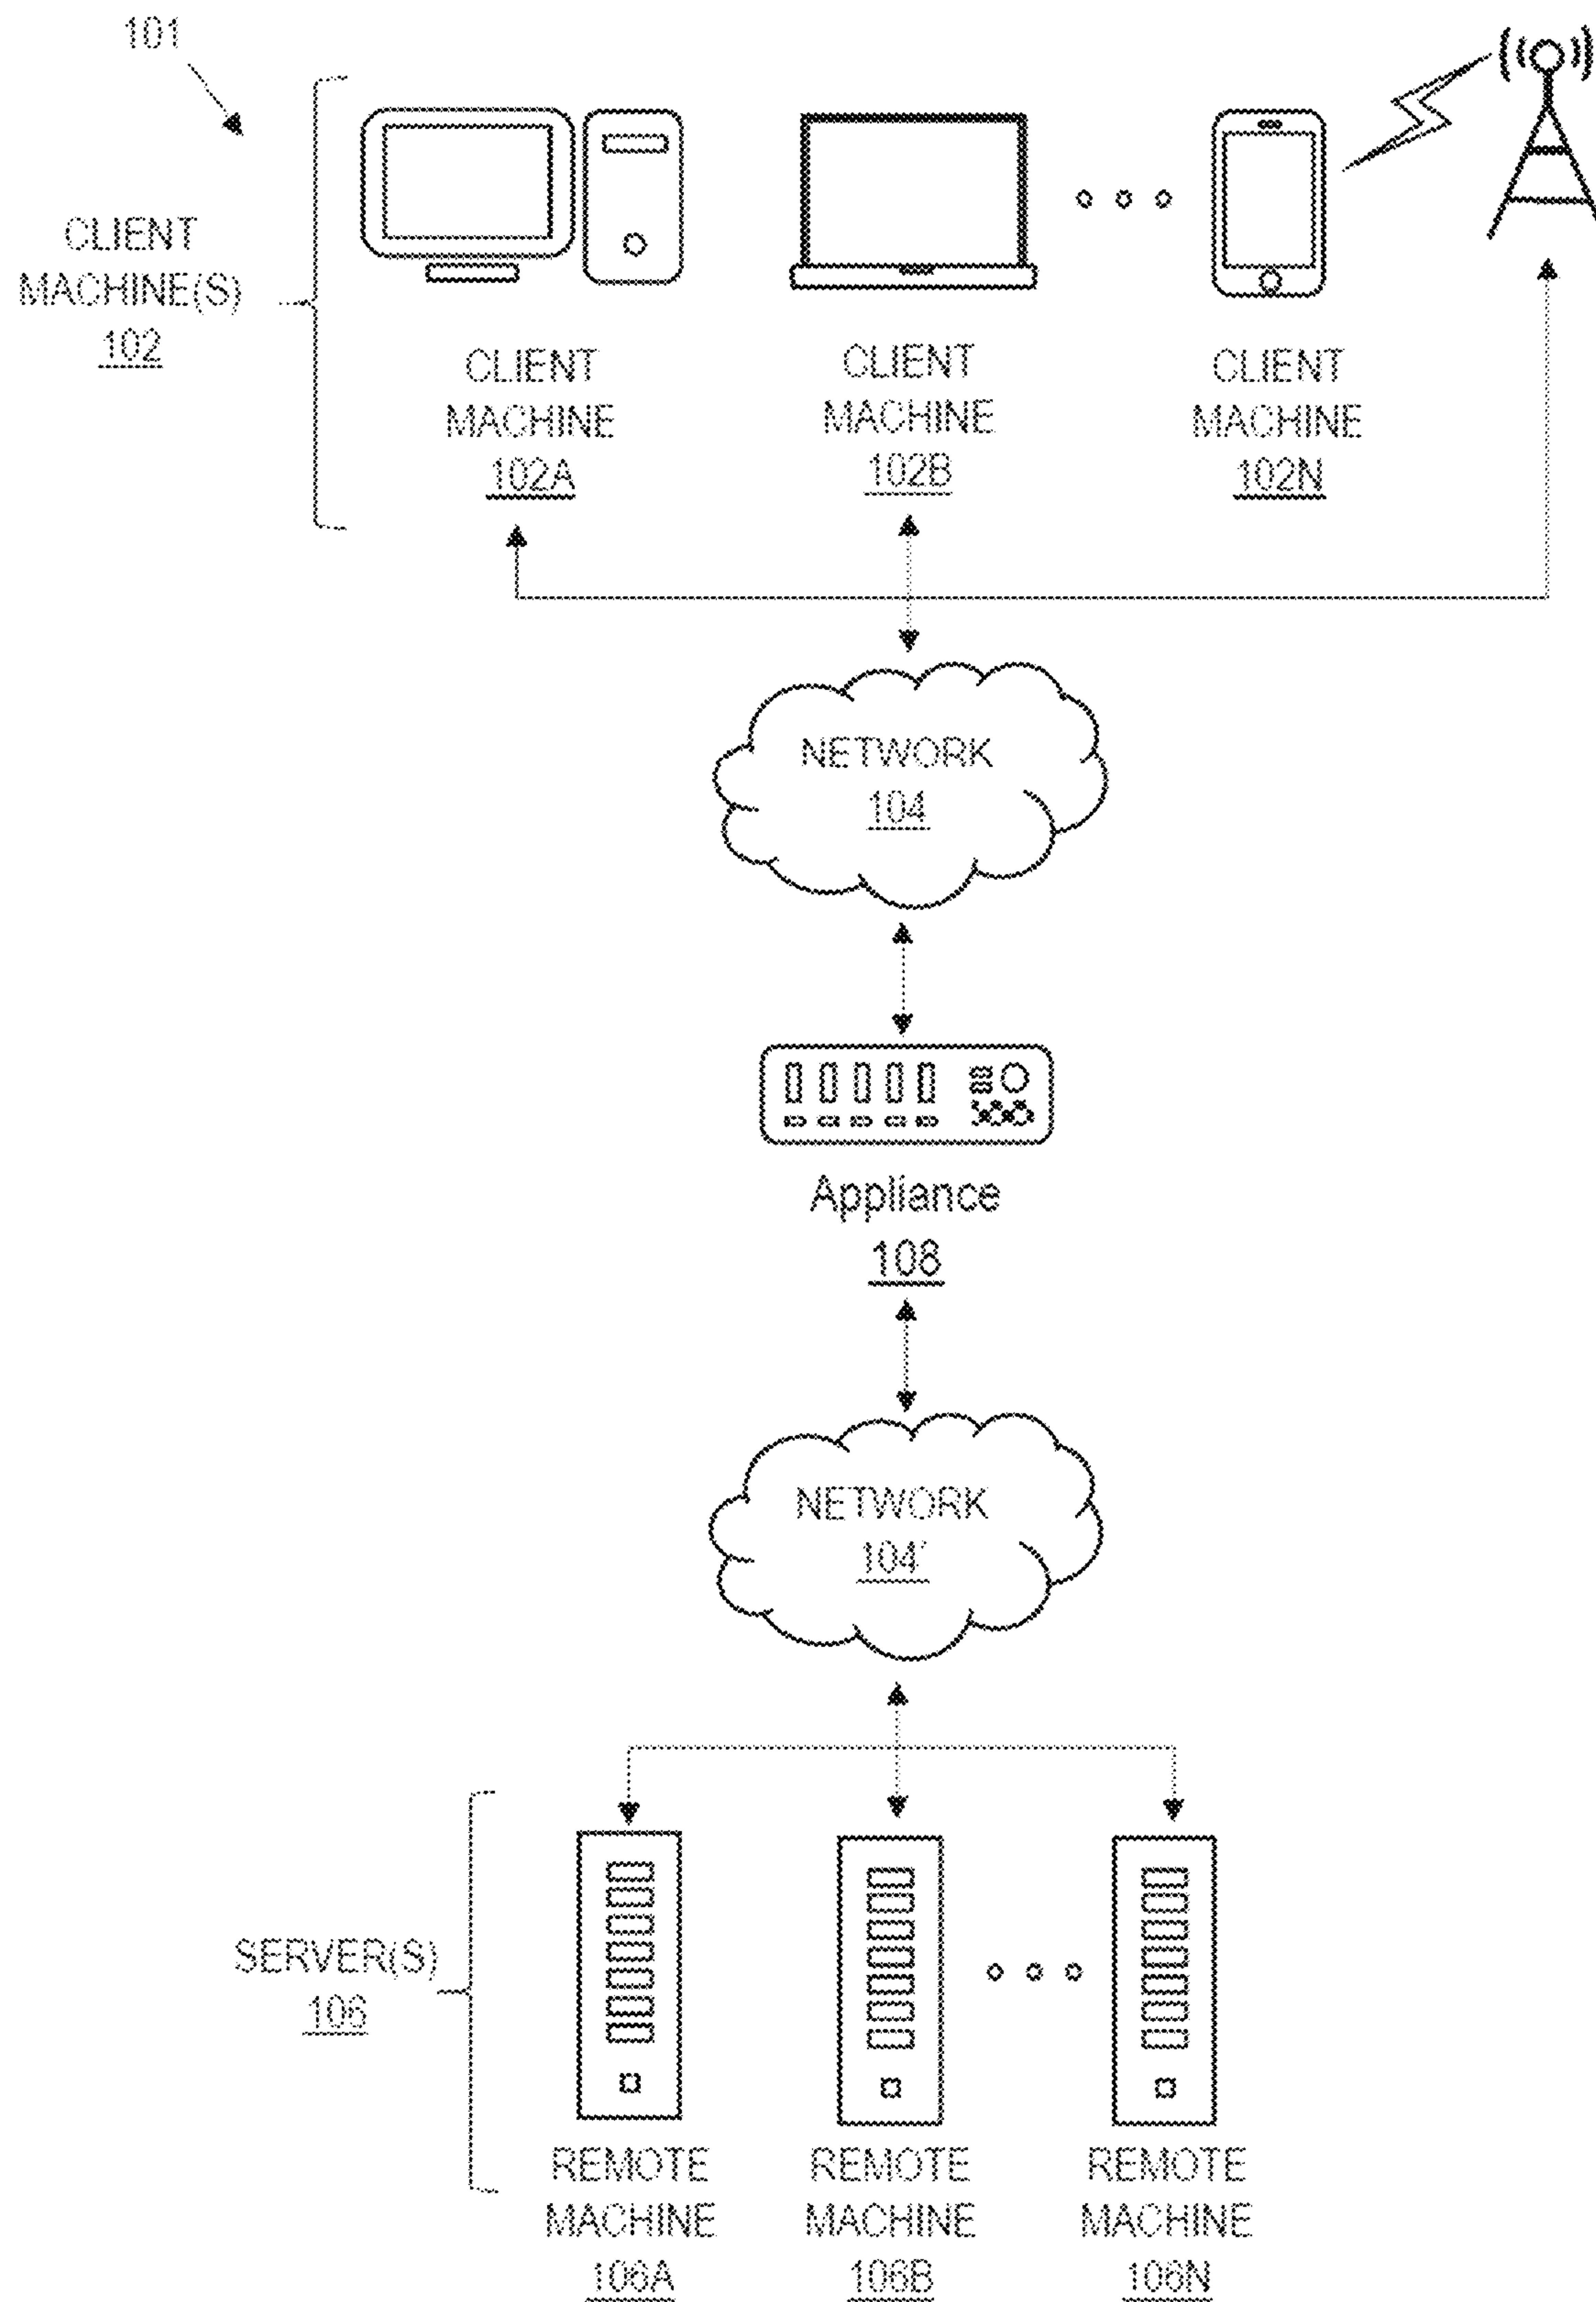 101
CLIENT
MACHINE(S)
102
CLIENT
MACHINE
102A
CLIENT
MACHINE
102B
CLIENT
MACHINE
102N
NETWORK
104
Appliance
108
NETWORK
104'
SERVER(S)
106
REMOTE
MACHINE
106A
REMOTE
MACHINE
106B
REMOTE
MACHINE
106N